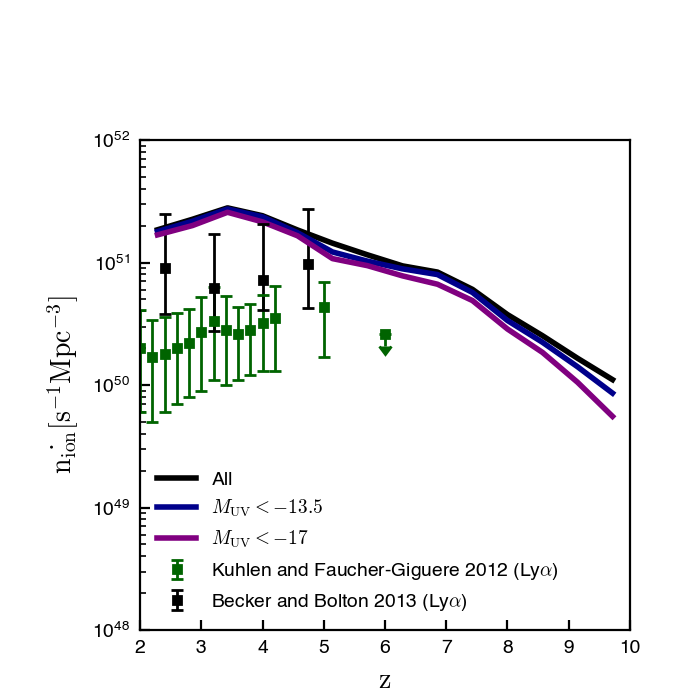 10^52
10^51
10^50
10^49
10^48
ṅ_ion [s^−1 Mpc^−3]
All
M_UV < −13.5
M_UV < −17
Kuhlen and Faucher-Giguere 2012 (Lyα)
Becker and Bolton 2013 (Lyα)
2 3 4 5 6 7 8 9 10
z